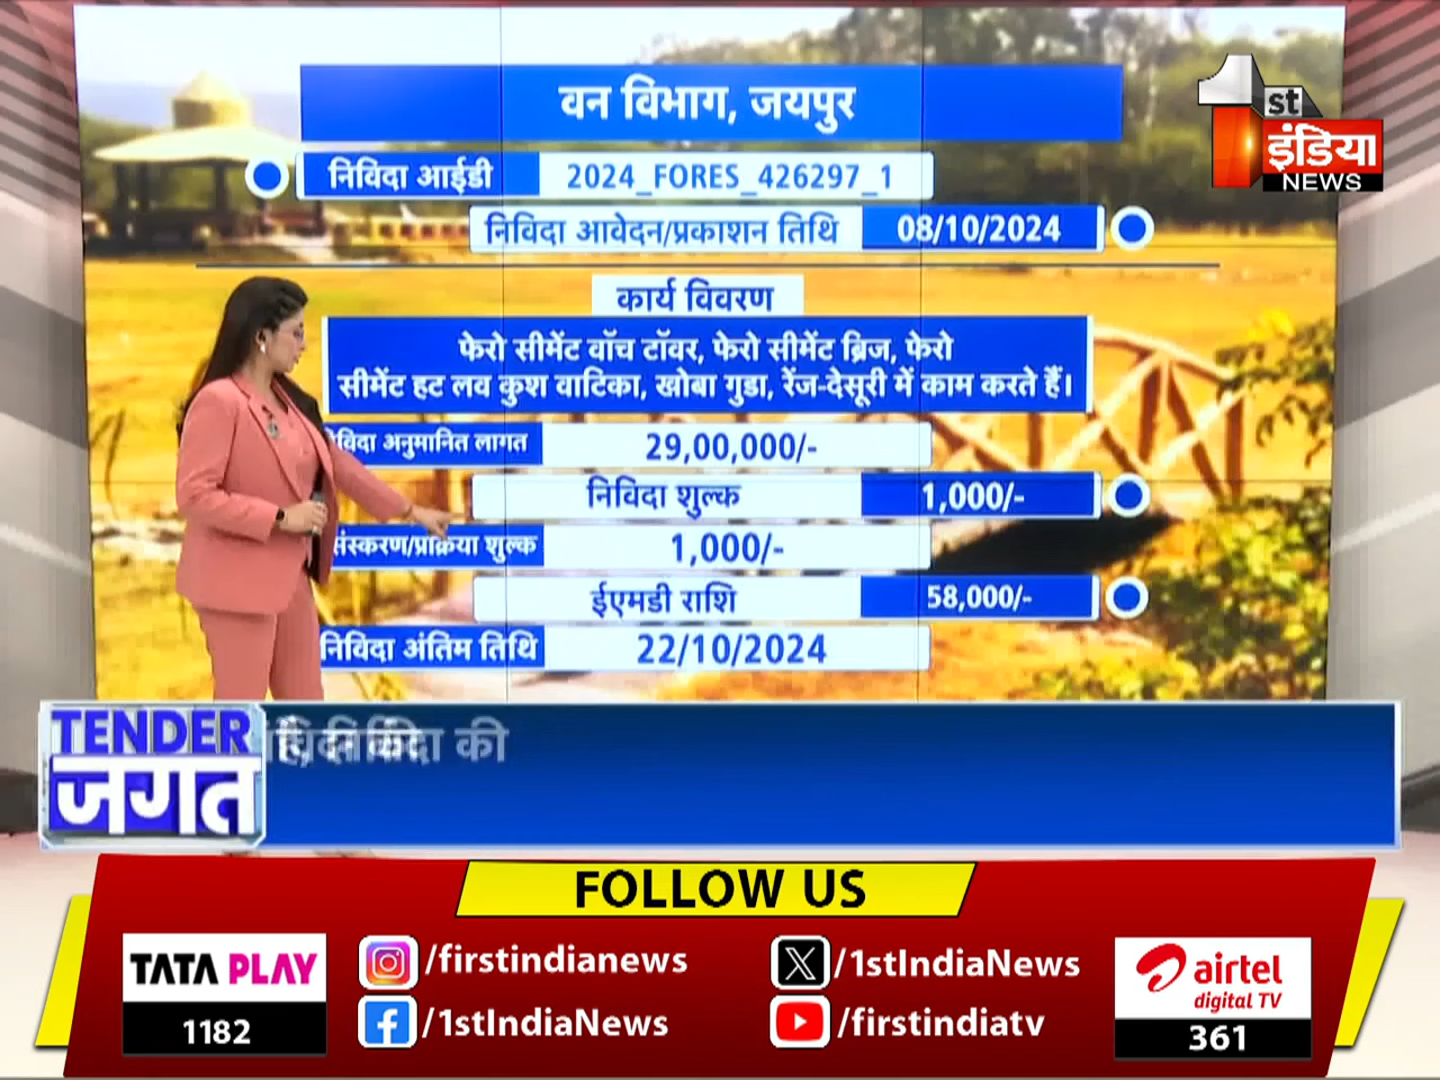 वन विभाग, जयपुर
1st
इंडिया
NEWS
निविदा आईडी 2024_FORES_426297_1
निविदा आवेदन/प्रकाशन तिथि 08/10/2024
कार्य विवरण
फेरो सीमेंट वॉच टॉवर, फेरो सीमेंट ब्रिज, फेरो
सीमेंट हट लव कुश वाटिका, खोबा गुडा, रेंज-देसूरी में काम करते हैं।
अनुमानित लागत 29,00,000/-
निविदा शुल्क 1,000/-
संस्करण/प्रक्रिया शुल्क 1,000/-
ईएमडी राशि 58,000/-
निविदा अंतिम तिथि 22/10/2024
TENDER
जगत
की
FOLLOW US
TATA PLAY
1182
/firstindianews
/1stIndiaNews
/1stIndiaNews
/firstindiatv
airtel
digital TV
361